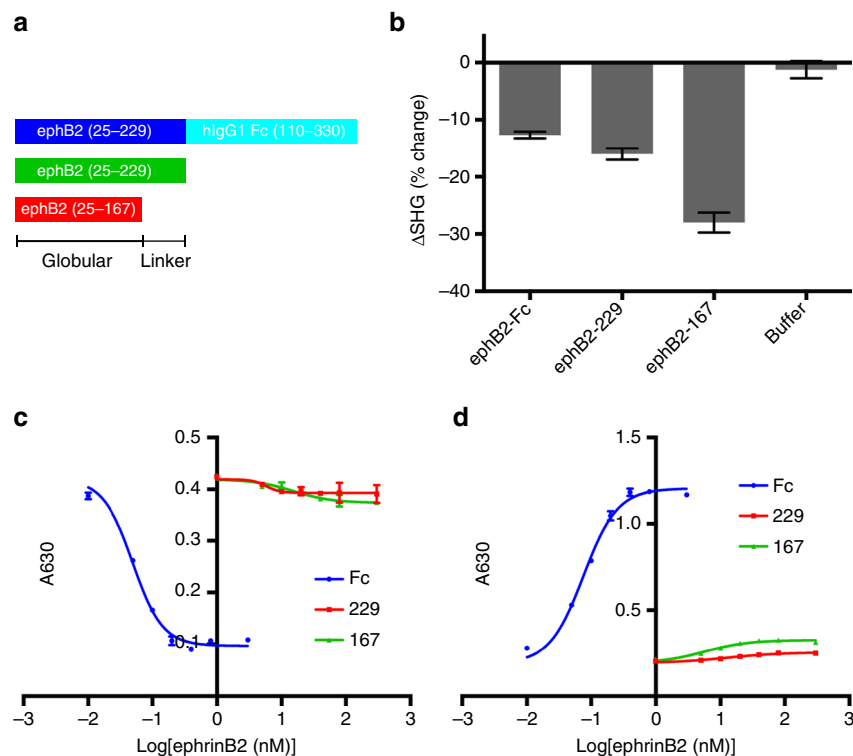 a
ephB2 (25–229)
hIgG1 Fc (110–330)
ephB2 (25–229)
ephB2 (25–167)
Globular
Linker
b
ΔSHG (% change)
0
−10
−20
−30
−40
ephB2-Fc
ephB2-229
ephB2-167
Buffer
c
A630
0.5
0.4
0.3
0.2
0.1
Fc
229
167
−3
−2
−1
0
1
2
3
Log[ephrinB2 (nM)]
d
A630
1.5
1.0
0.5
Fc
229
167
−3
−2
−1
0
1
2
3
Log[ephrinB2 (nM)]